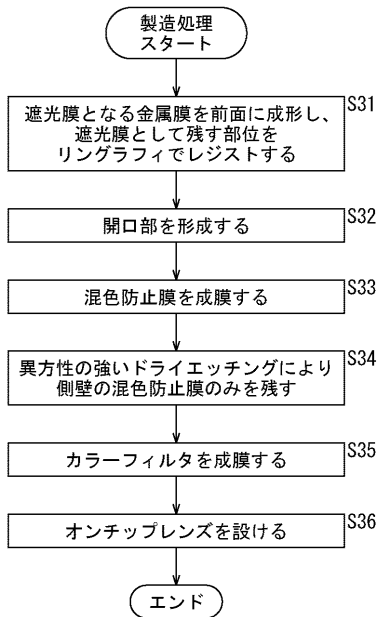 製造処理
スタート
遮光膜となる金属膜を前面に成形し、
遮光膜として残す部位を
リングラフィでレジストする
S31
開口部を形成する
S32
混色防止膜を成膜する
S33
異方性の強いドライエッチングにより
側壁の混色防止膜のみを残す
S34
カラーフィルタを成膜する
S35
オンチップレンズを設ける
S36
エンド